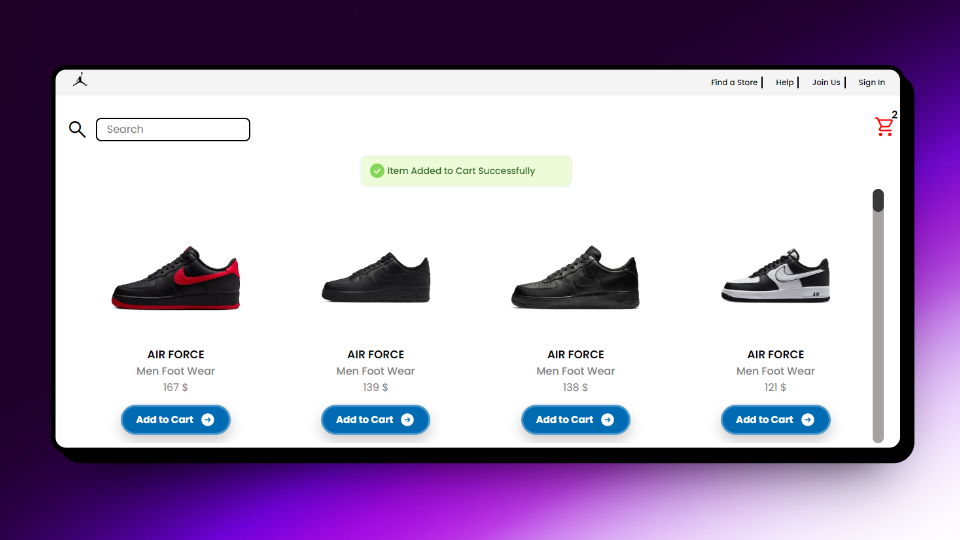 Find a Store | Help | Join Us | Sign In
Search
2
Item Added to Cart Successfully
AIR FORCE AIR FORCE AIR FORCE AIR FORCE
Men Foot Wear Men Foot Wear Men Foot Wear Men Foot Wear
167 $ 139 $ 138 $ 121 $
Add to Cart Add to Cart Add to Cart Add to Cart